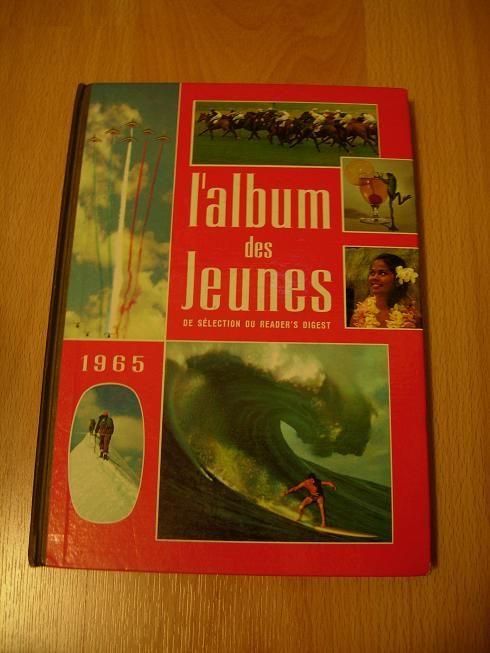 l'album
des
Jeunes
DE SÉLECTION DU READER'S DIGEST
1965